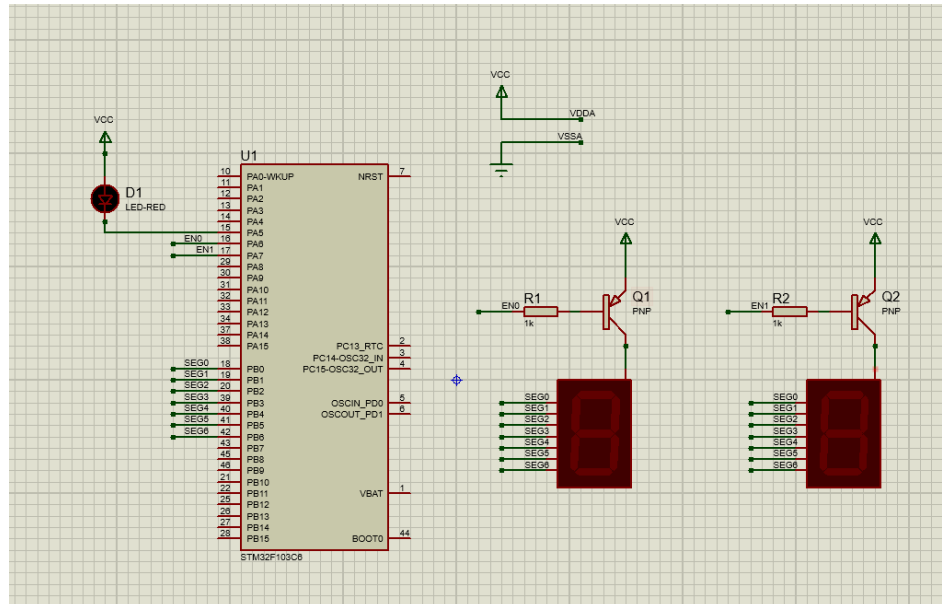 VCC
D1
LED-RED
U1
10 PA0-WKUP NRST 7
11 PA1
12 PA2
13 PA3
14 PA4
15 PA5
EN0 16 PA6
EN1 17 PA7
29 PA8
30 PA9
31 PA10
32 PA11
33 PA12
34 PA13
37 PA14
38 PA15
PC13_RTC 2
PC14-OSC32_IN 3
PC15-OSC32_OUT 4
SEG0 18 PB0
SEG1 19 PB1
SEG2 20 PB2
SEG3 39 PB3
SEG4 40 PB4
SEG5 41 PB5
SEG6 42 PB6
43 PB7
45 PB8
46 PB9
21 PB10
22 PB11
25 PB12
26 PB13
27 PB14
28 PB15
OSCIN_PD0 5
OSCOUT_PD1 6
VBAT 1
BOOT0 44
STM32F103C6
VCC
VDDA
VSSA
VCC
EN0
R1
1k
Q1
PNP
SEG0
SEG1
SEG2
SEG3
SEG4
SEG5
SEG6
VCC
EN1
R2
1k
Q2
PNP
SEG0
SEG1
SEG2
SEG3
SEG4
SEG5
SEG6